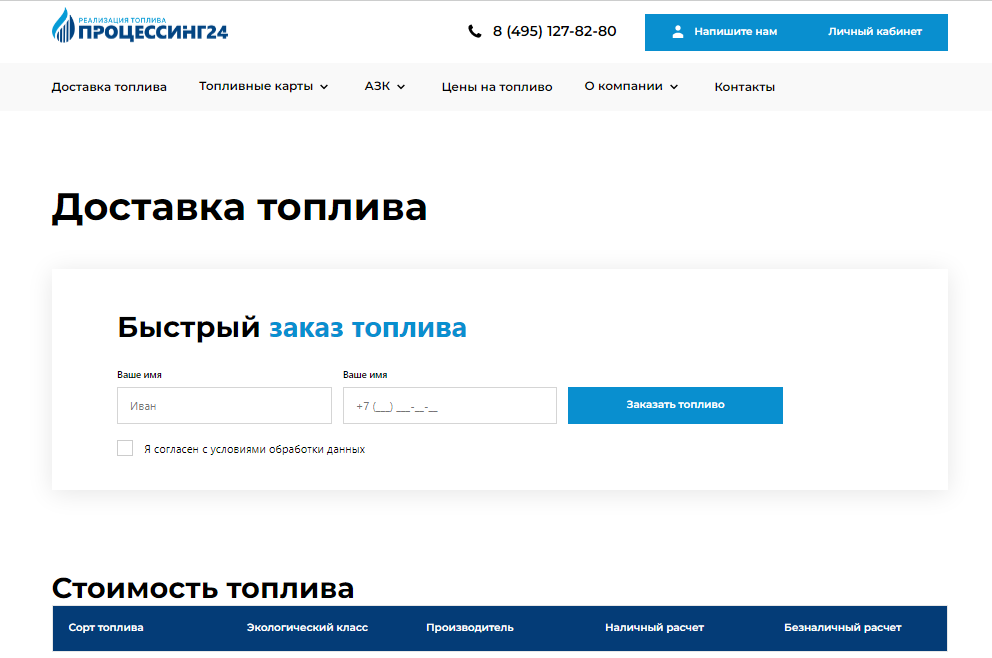 РЕАЛИЗАЦИЯ ТОПЛИВА
ПРОЦЕССИНГ24
8 (495) 127-82-80
Напишите нам
Личный кабинет
Доставка топлива
Топливные карты
АЗК
Цены на топливо
О компании
Контакты
Доставка топлива
Быстрый заказ топлива
Ваше имя
Ваше имя
Иван
+7 (__) ___-__-__
Заказать топливо
Я согласен с условиями обработки данных
Стоимость топлива
Сорт топлива
Экологический класс
Производитель
Наличный расчет
Безналичный расчет